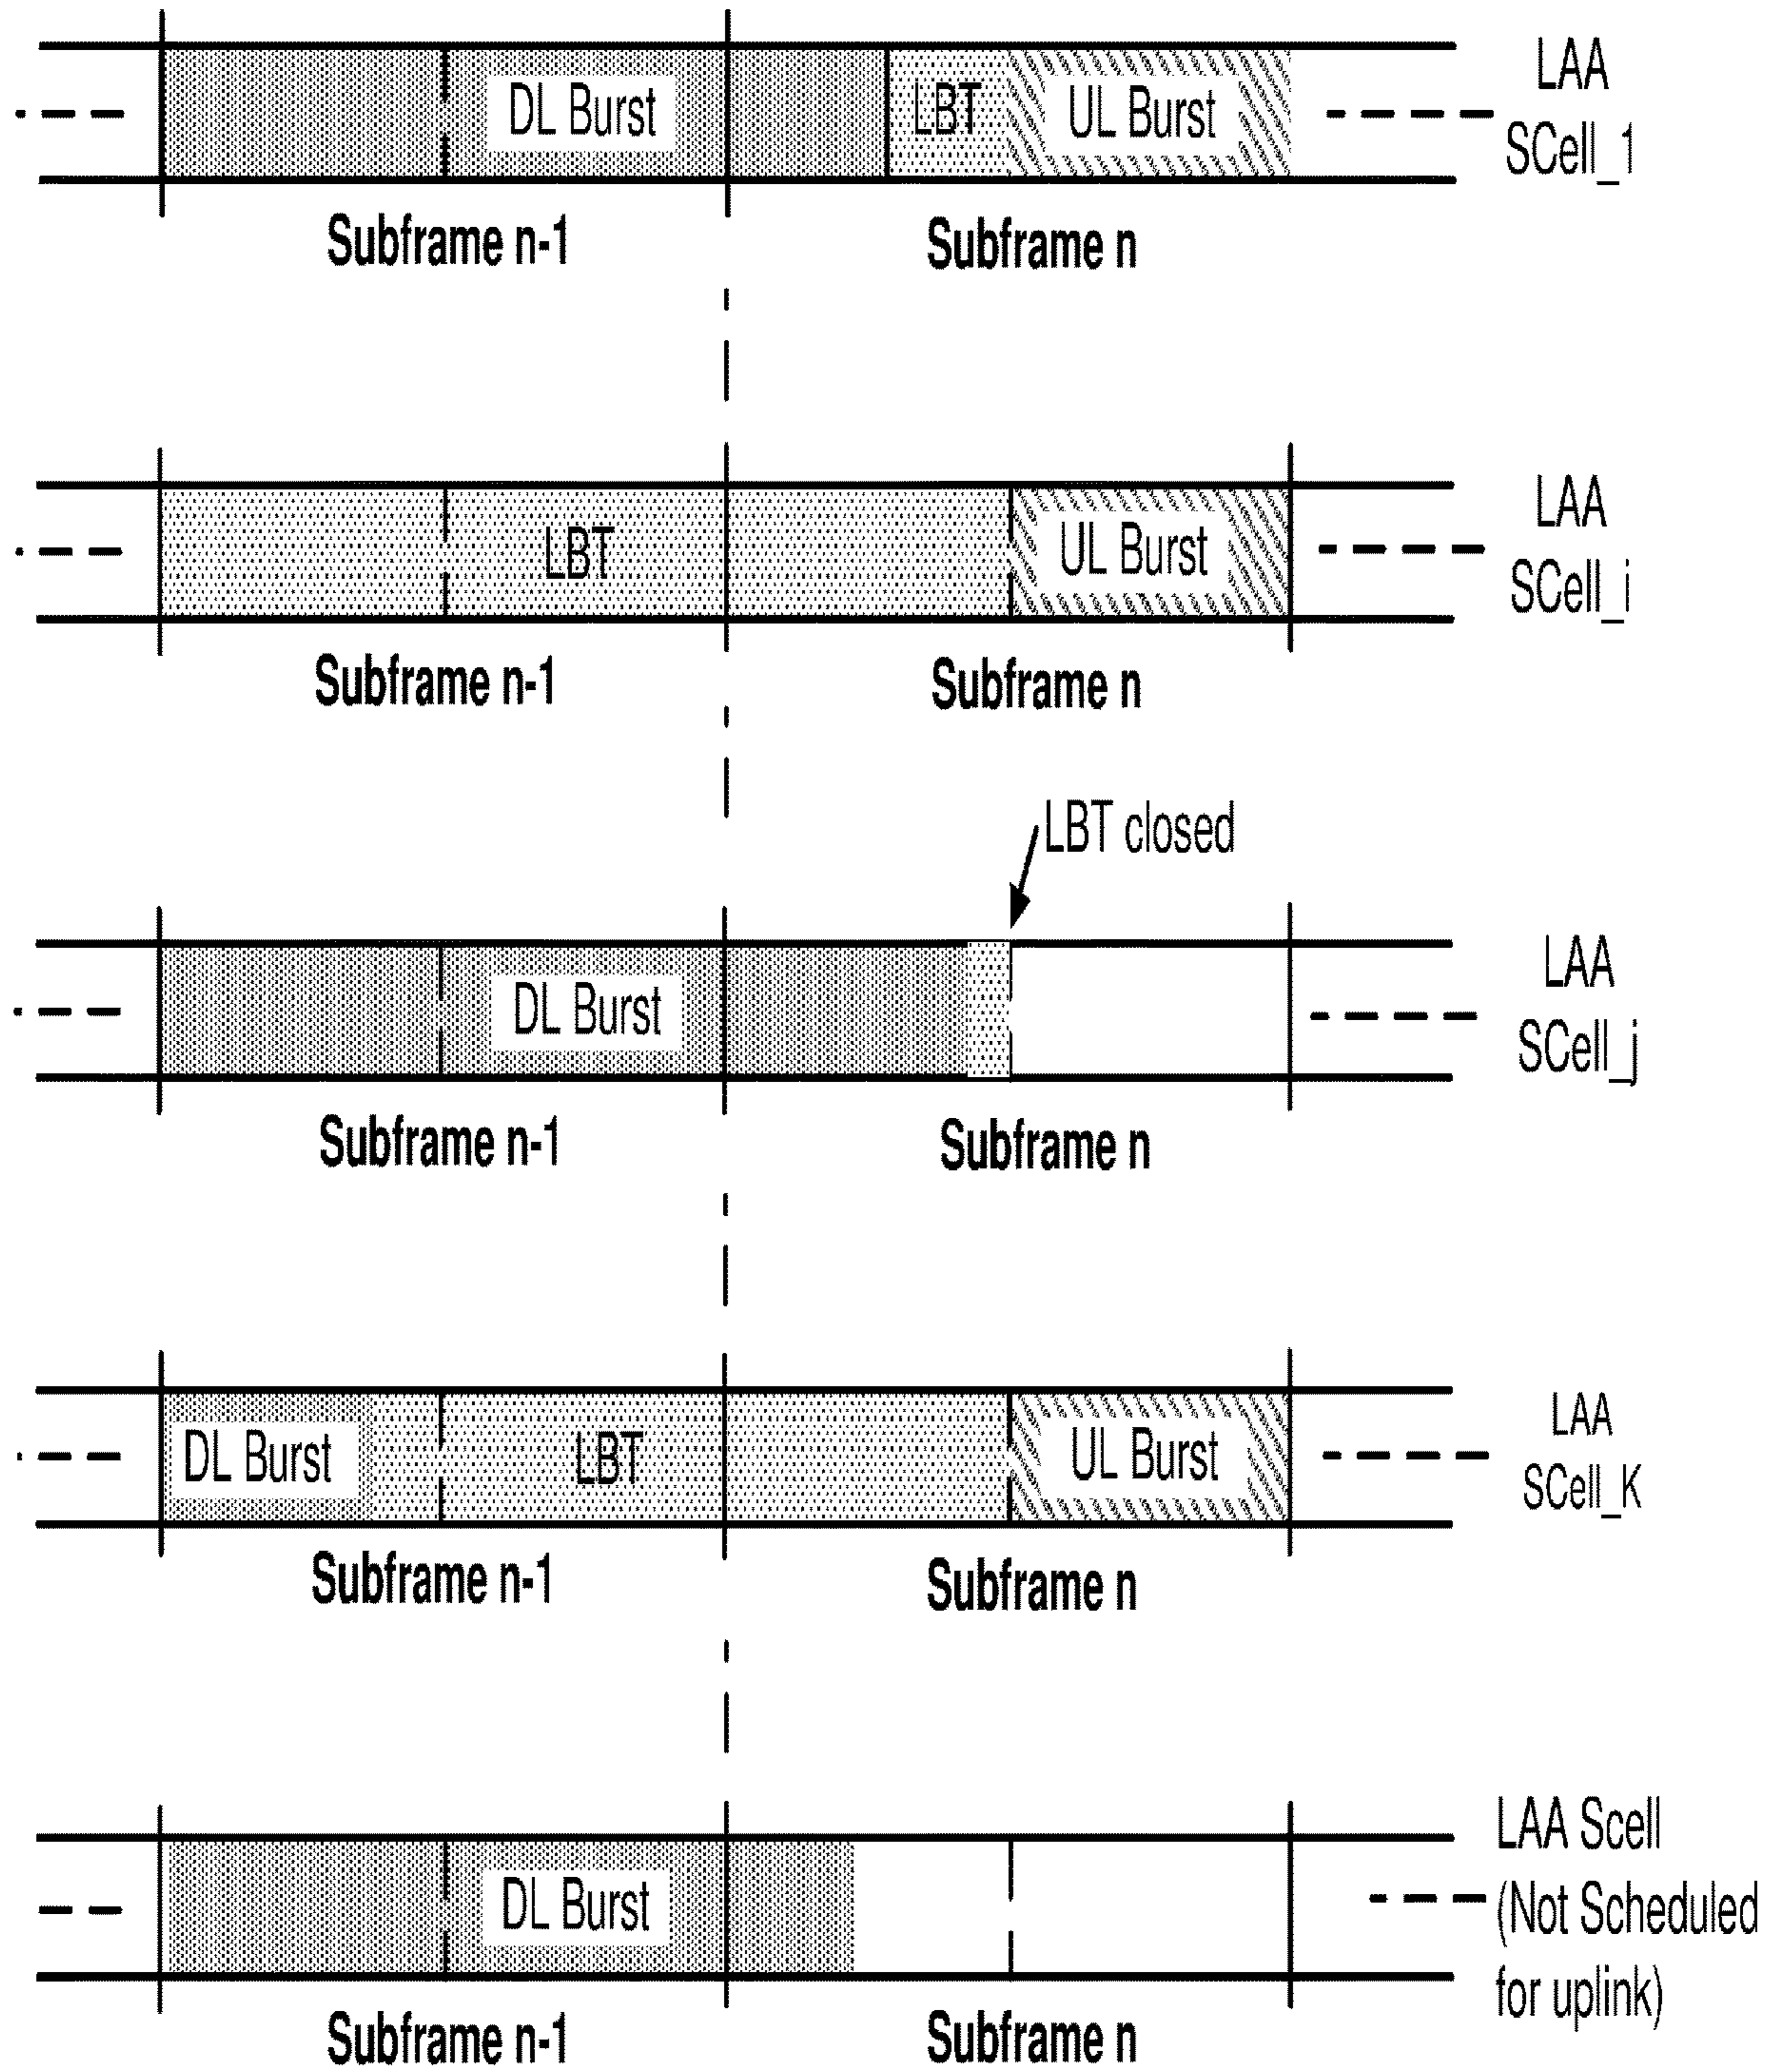 DL Burst
LBT
UL Burst
LAA
SCell_1
Subframe n-1
Subframe n
LBT
UL Burst
LAA
SCell_i
Subframe n-1
Subframe n
LBT closed
DL Burst
LAA
SCell_j
Subframe n-1
Subframe n
DL Burst
LBT
UL Burst
LAA
SCell_K
Subframe n-1
Subframe n
DL Burst
LAA Scell
(Not Scheduled
for uplink)
Subframe n-1
Subframe n